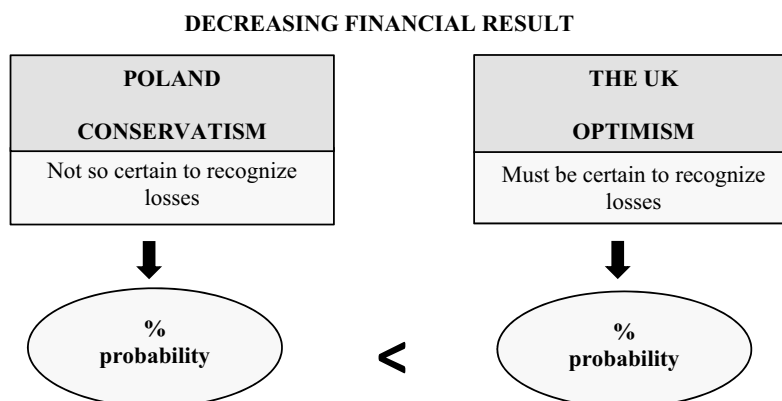 DECREASING FINANCIAL RESULT
POLAND
CONSERVATISM
Not so certain to recognize
losses
THE UK
OPTIMISM
Must be certain to recognize
losses
%
probability
<
%
probability